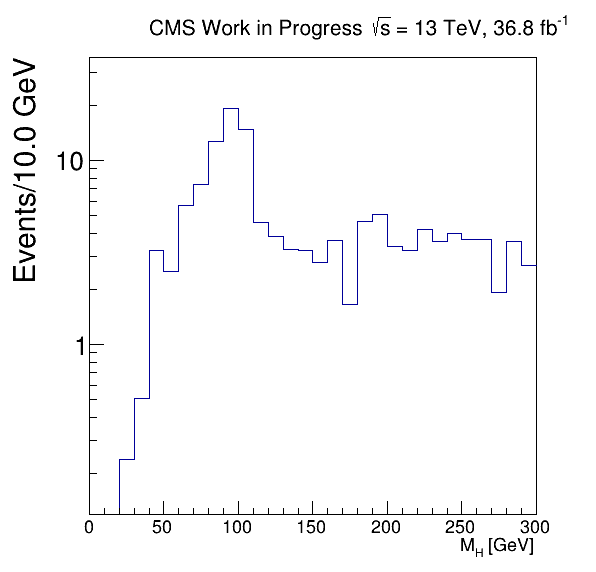 CMS Work in Progress √s = 13 TeV, 36.8 fb⁻¹
Events/10.0 GeV
10
1
0 50 100 150 200 250 300
M_H [GeV]